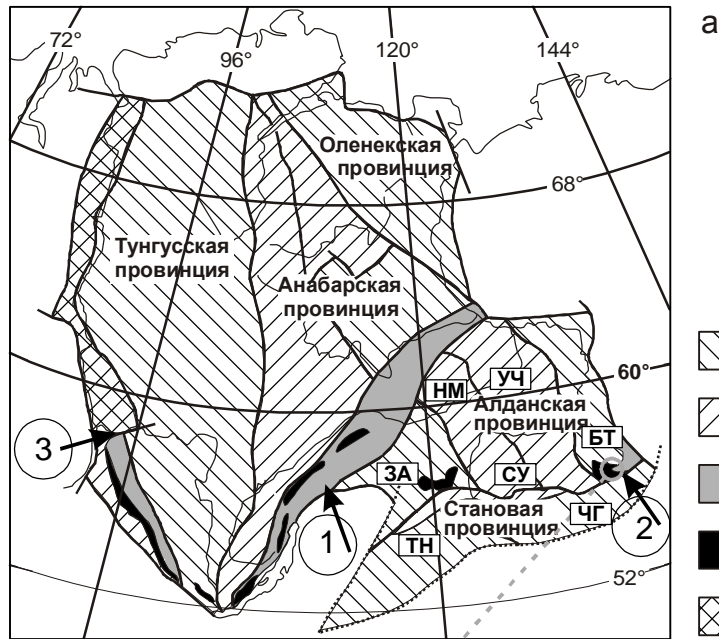 72°
96°
120°
144°
а
Оленекская
провинция
68°
Тунгусская
провинция
Анабарская
провинция
60°
НМ
УЧ
Алданская
провинция
БТ
3
ЗА
СУ
Становая
провинция
ЧГ
2
1
ТН
52°